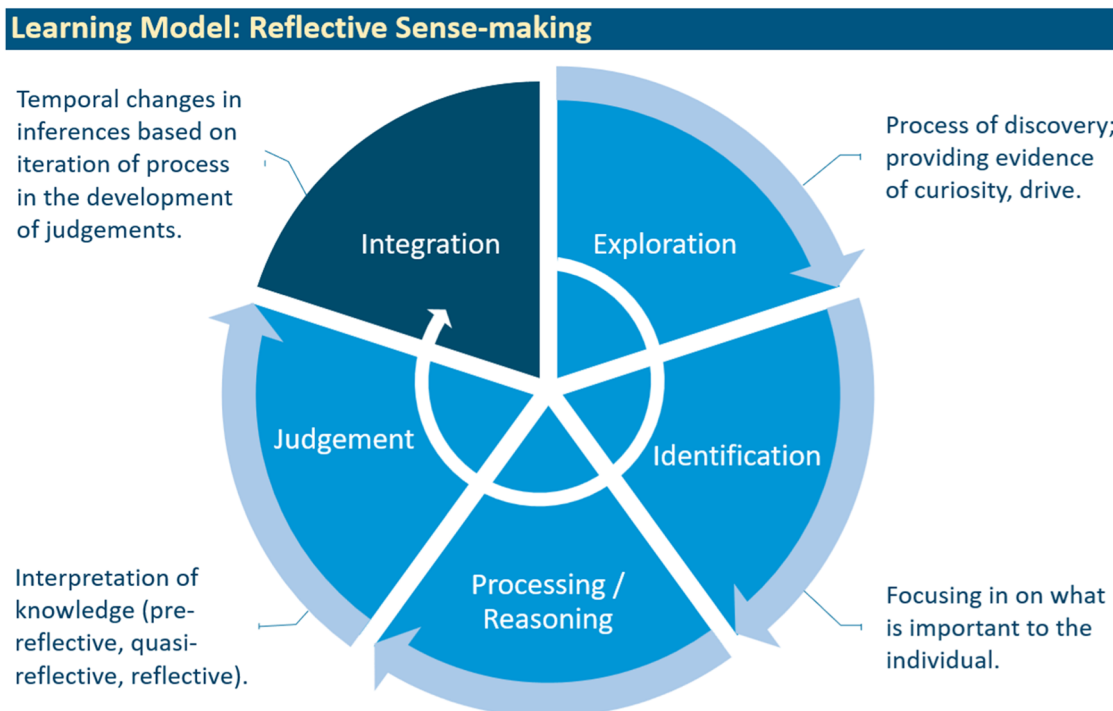 Learning Model: Reflective Sense-making
Temporal changes in
inferences based on
iteration of process
in the development
of judgements.
Process of discovery;
providing evidence
of curiosity, drive.
Integration
Exploration
Judgement
Identification
Processing /
Reasoning
Interpretation of
knowledge (pre-
reflective, quasi-
reflective, reflective).
Focusing in on what
is important to the
individual.